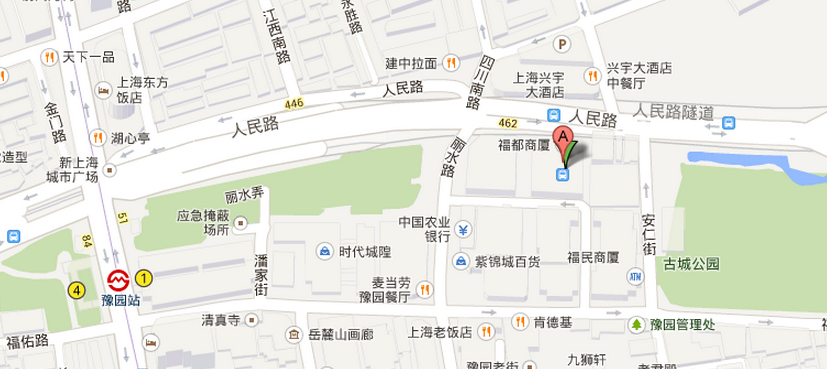 永胜路
江西南路
天下一品
建中拉面
四川南路
P
兴宇大酒店
中餐厅
上海东方
饭店
上海兴宇
大酒店
金门路
446
人民路
人民路隧道
人民路
462
人民路
湖心亭
福都商厦
A
丽水路
造型
新上海
城市广场
丽水弄
安仁街
51
84
应急掩蔽
场所
中国农业
银行
¥
潘家街
时代城隍
紫锦城百货
福民商厦
古城公园
ATM
1
4
豫园站
麦当劳
豫园餐厅
清真寺
岳麓山画廊
上海老饭店
肯德基
豫园管理处
福佑路
豫园老街
九狮轩
老君殿